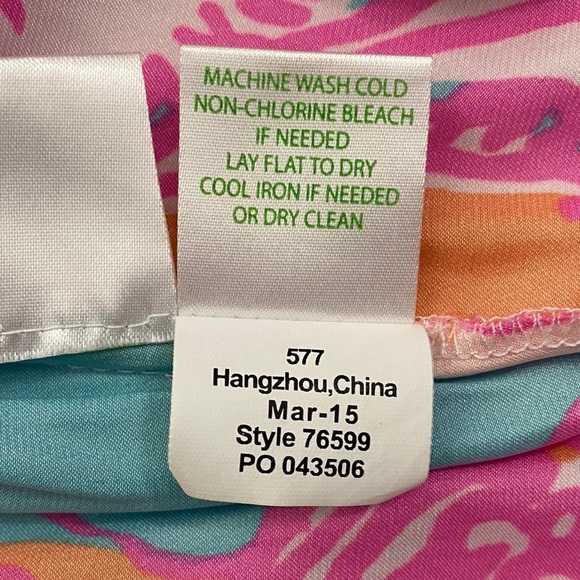 MACHINE WASH COLD
NON-CHLORINE BLEACH
IF NEEDED
LAY FLAT TO DRY
COOL IRON IF NEEDED
OR DRY CLEAN
577
Hangzhou,China
Mar-15
Style 76599
PO 043506